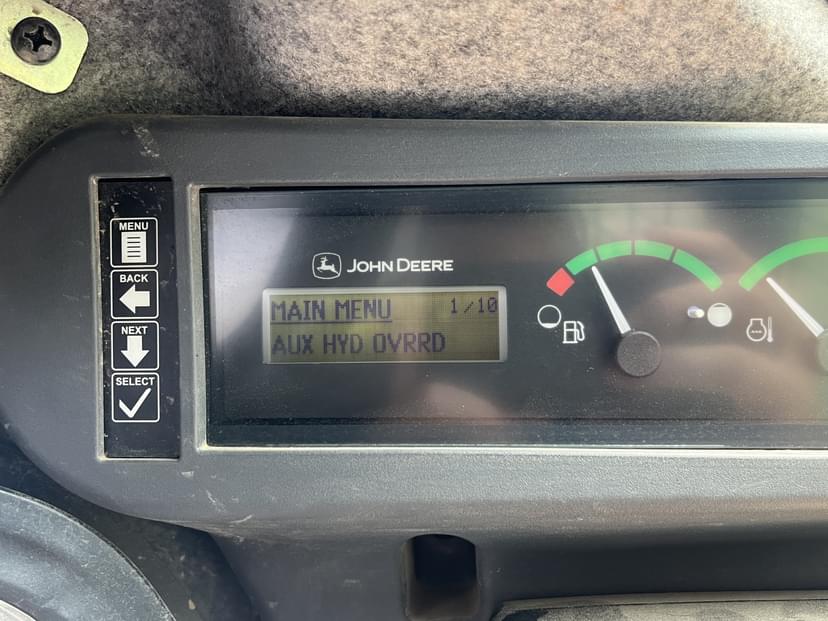 MENU
BACK
NEXT
SELECT
JOHN DEERE
MAIN MENU 1/10
AUX HYD OVRRD